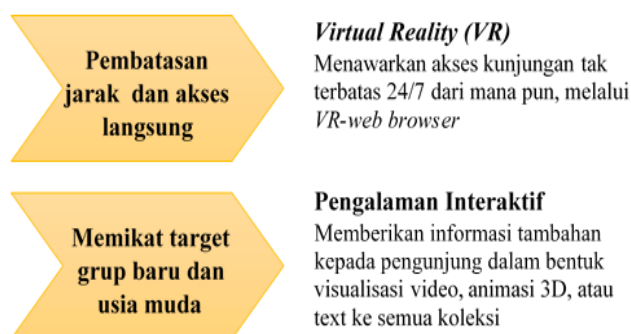 Pembatasan
jarak dan akses
langsung
Virtual Reality (VR)
Menawarkan akses kunjungan tak
terbatas 24/7 dari mana pun, melalui
VR-web browser
Memikat target
grup baru dan
usia muda
Pengalaman Interaktif
Memberikan informasi tambahan
kepada pengunjung dalam bentuk
visualisasi video, animasi 3D, atau
text ke semua koleksi